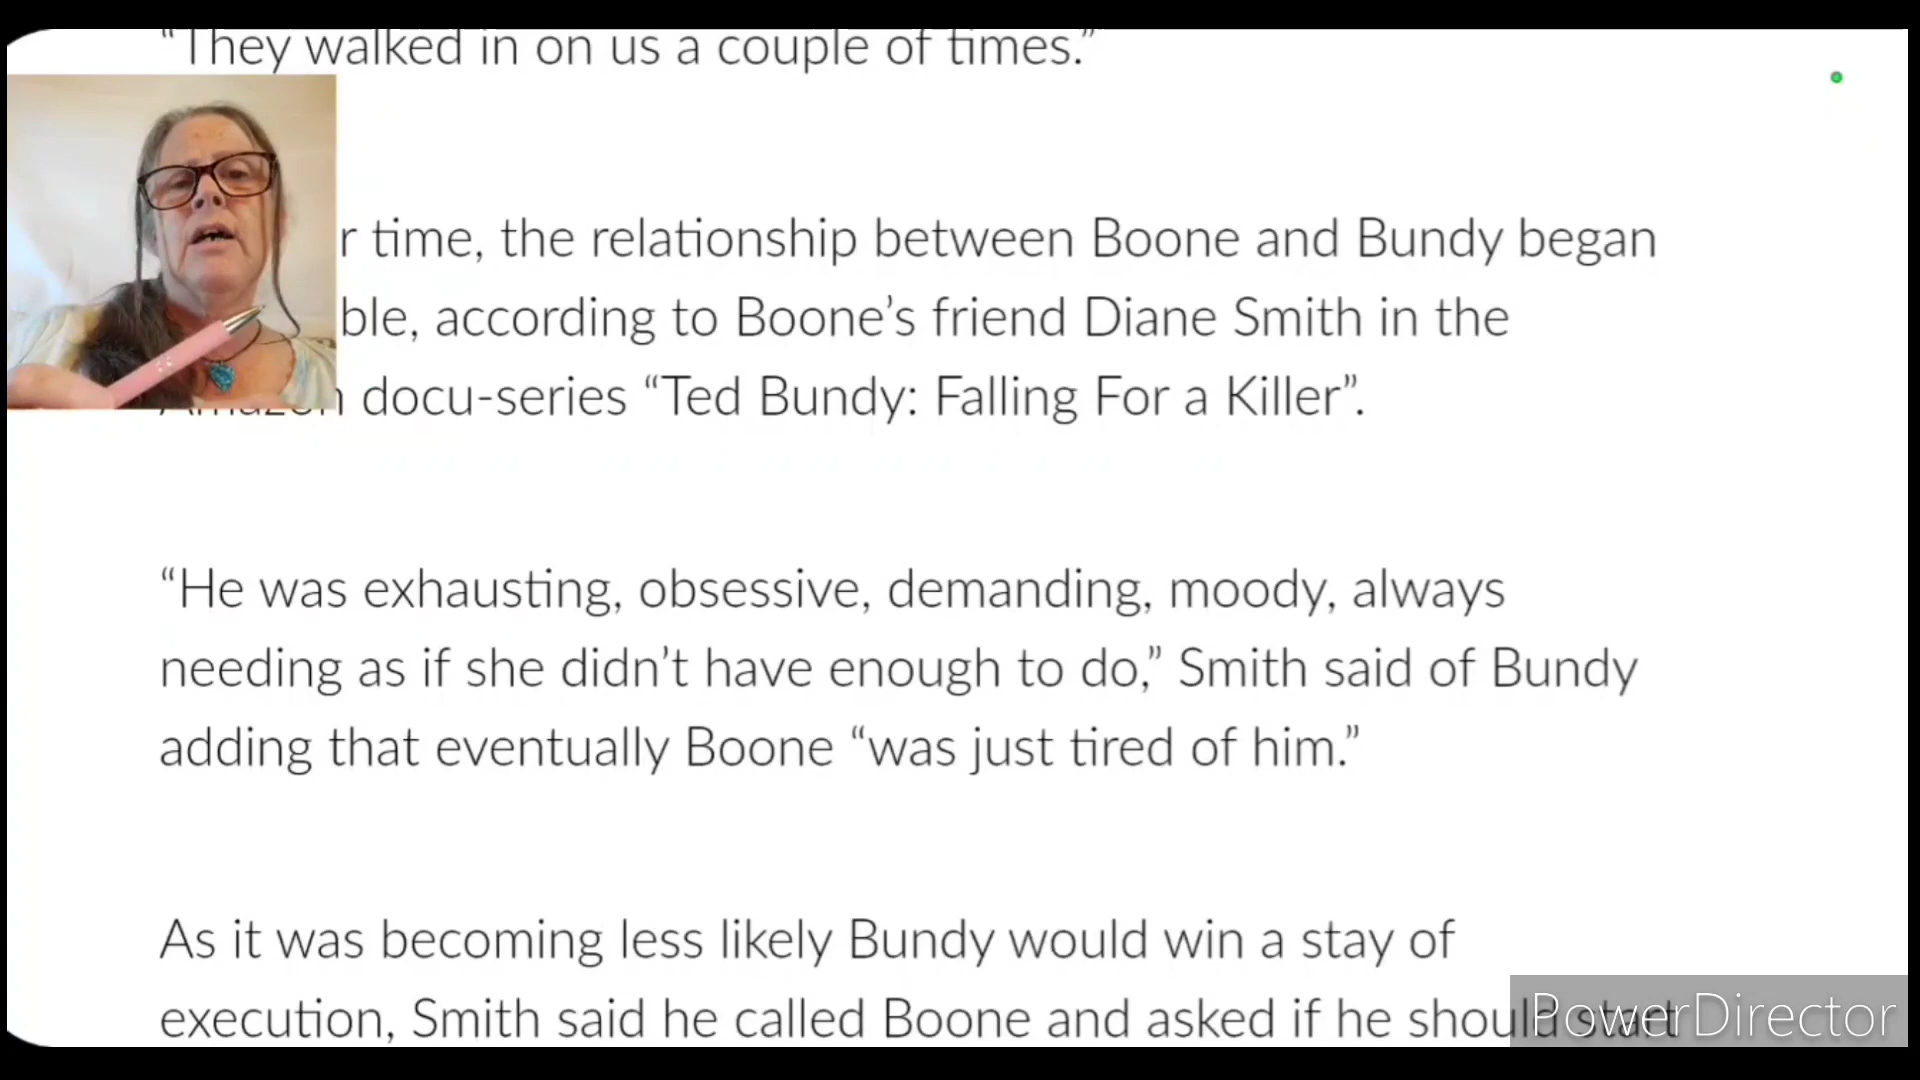 “They walked in on us a couple of times.”
r time, the relationship between Boone and Bundy began
ble, according to Boone’s friend Diane Smith in the
docu-series “Ted Bundy: Falling For a Killer”.
“He was exhausting, obsessive, demanding, moody, always
needing as if she didn’t have enough to do,” Smith said of Bundy
adding that eventually Boone “was just tired of him.”
As it was becoming less likely Bundy would win a stay of
execution, Smith said he called Boone and asked if he should start
PowerDirector